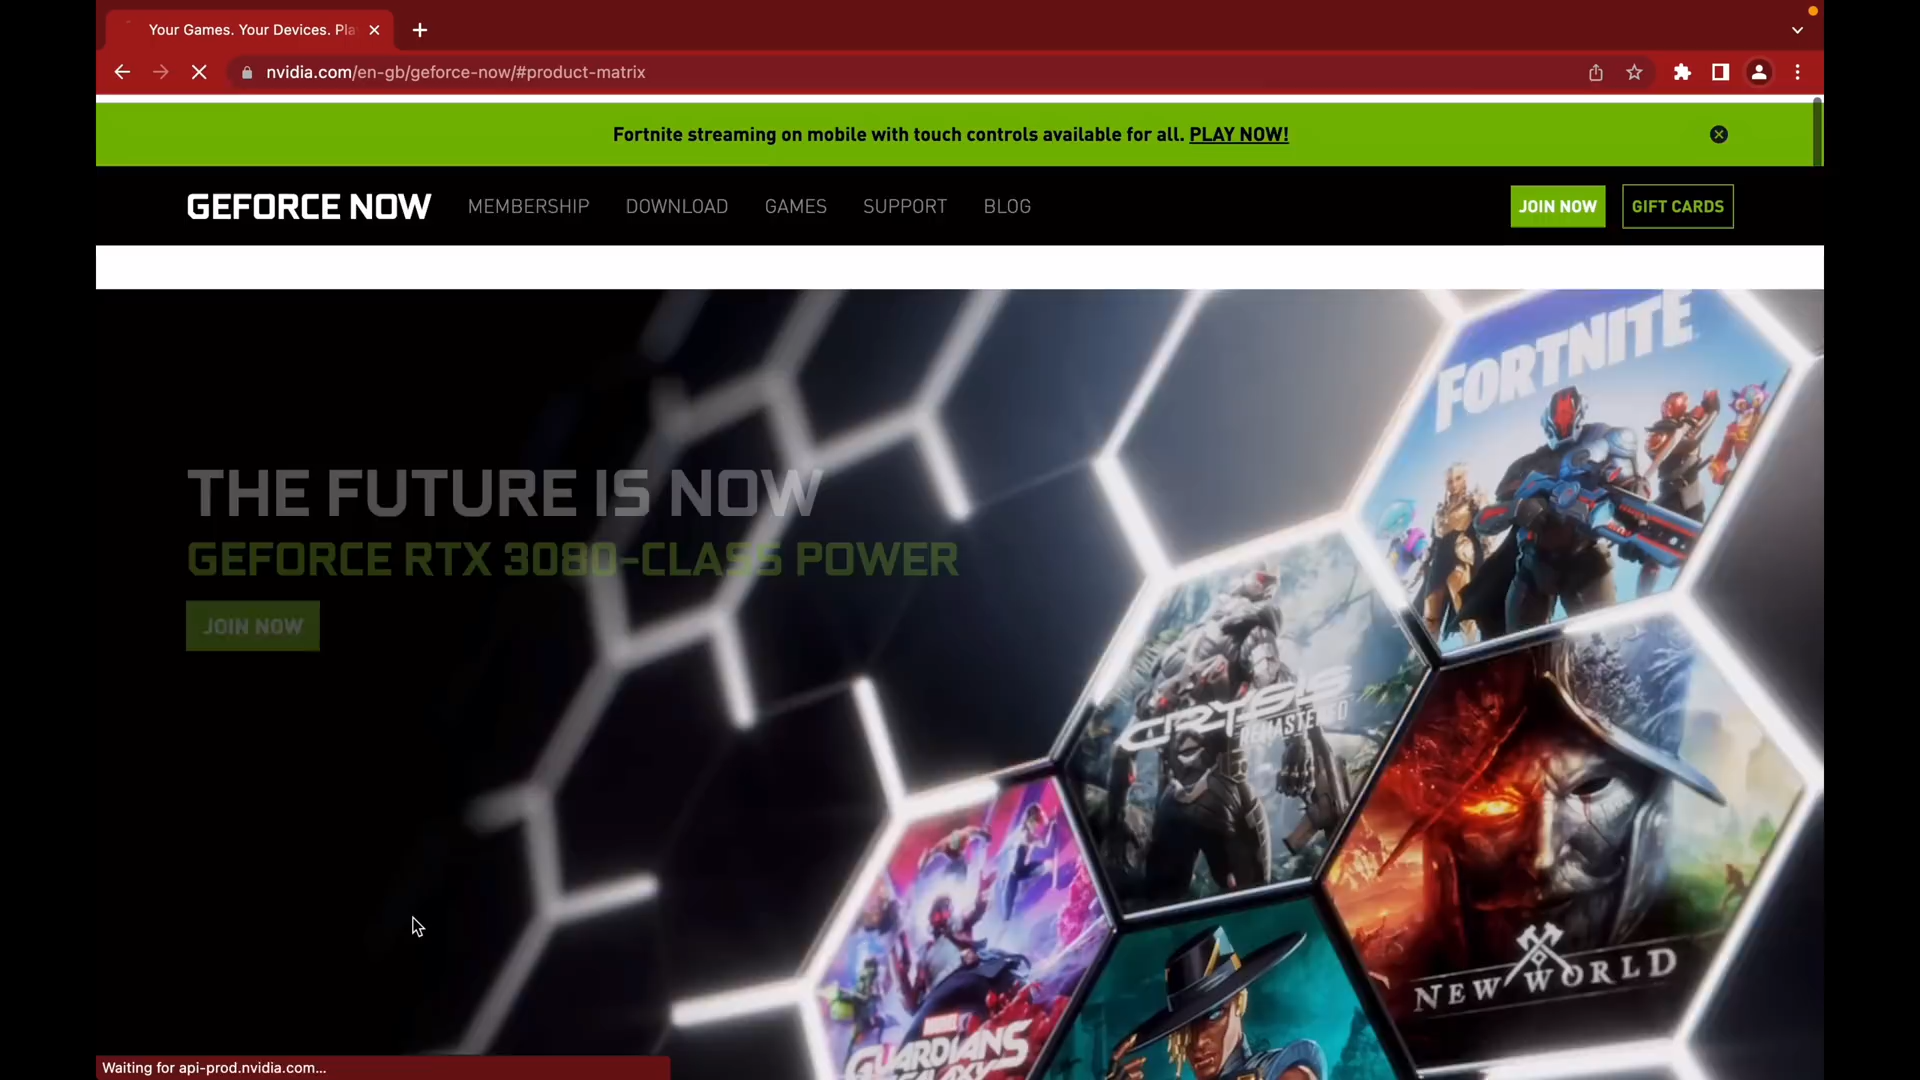 Your Games. Your Devices. Pla
nvidia.com/en-gb/geforce-now/#product-matrix
Fortnite streaming on mobile with touch controls available for all. PLAY NOW!
GEFORCE NOW MEMBERSHIP DOWNLOAD GAMES SUPPORT BLOG JOIN NOW GIFT CARDS
FORTNITE
THE FUTURE IS NOW
GEFORCE RTX 3080-CLASS POWER
JOIN NOW
CRYSIS
REMASTERED
NEW WORLD
MARVEL
GUARDIANS
GALAXY
Waiting for api-prod.nvidia.com...